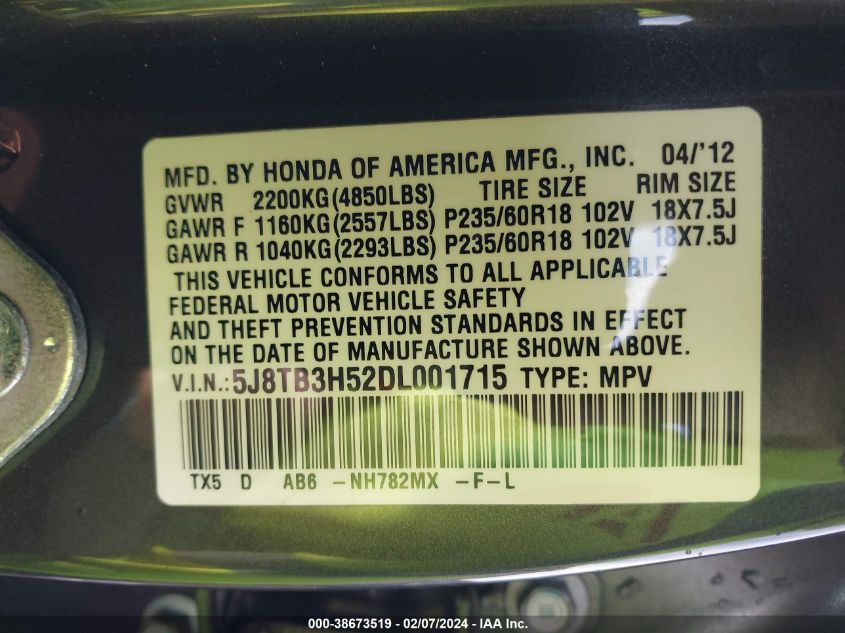 MFD. BY HONDA OF AMERICA MFG., INC. 04/'12
GVWR 2200KG(4850LBS) TIRE SIZE RIM SIZE
GAWR F 1160KG(2557LBS) P235/60R18 102V 18X7.5J
GAWR R 1040KG(2293LBS) P235/60R18 102V 18X7.5J
THIS VEHICLE CONFORMS TO ALL APPLICABLE
FEDERAL MOTOR VEHICLE SAFETY
AND THEFT PREVENTION STANDARDS IN EFFECT
ON THE DATE OF MANUFACTURE SHOWN ABOVE.
V.I.N.:5J8TB3H52DL001715 TYPE: MPV
TX5 D AB6 -NH782MX -F-L
000-38673519 - 02/07/2024 - IAA Inc.